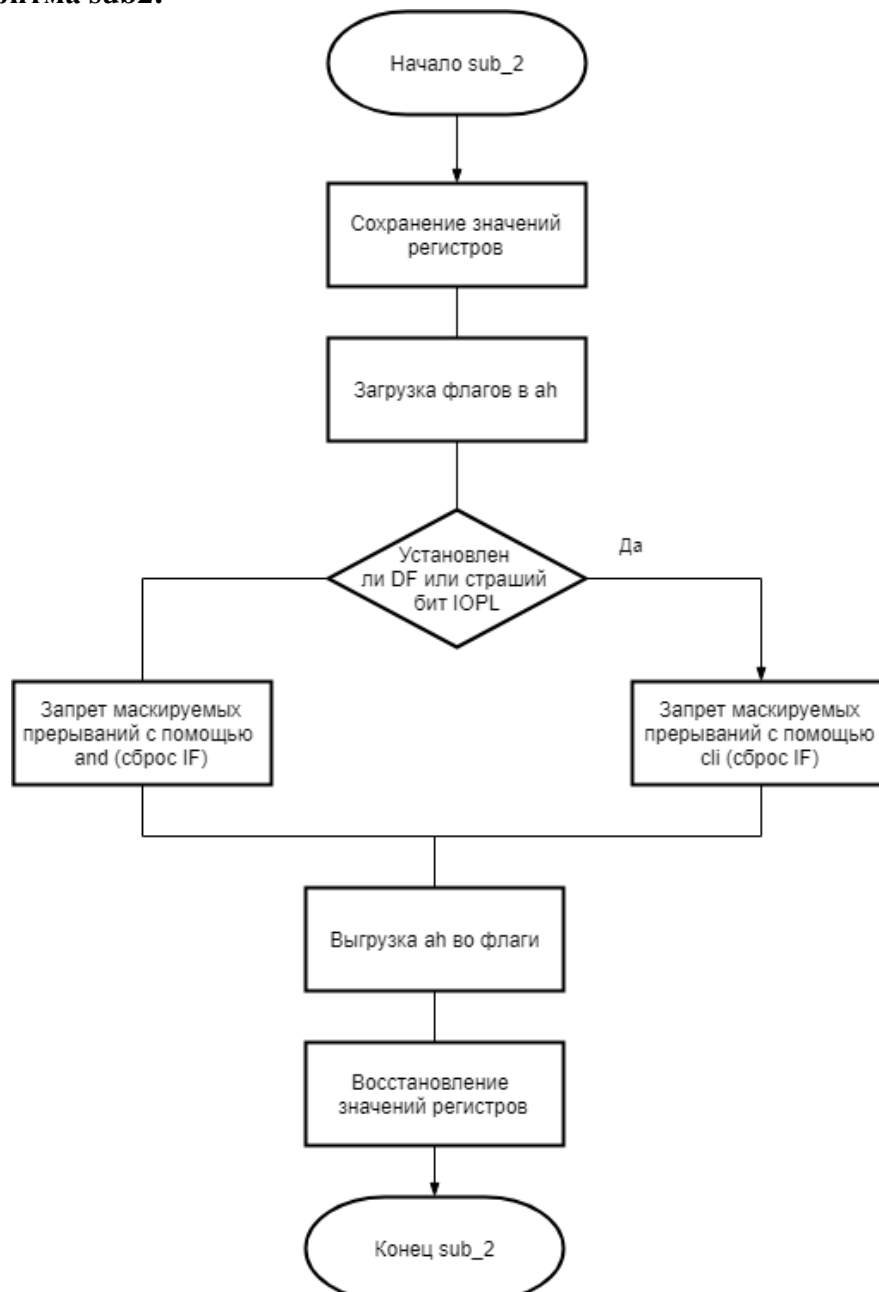 sub2:
Начало sub_2
Сохранение значений
регистров
Загрузка флагов в ah
Установлен
ли DF или страший
бит IOPL
Да
Запрет маскируемых
прерываний с помощью
and (сброс IF)
Запрет маскируемых
прерываний с помощью
cli (сброс IF)
Выгрузка ah во флаги
Восстановление
значений регистров
Конец sub_2